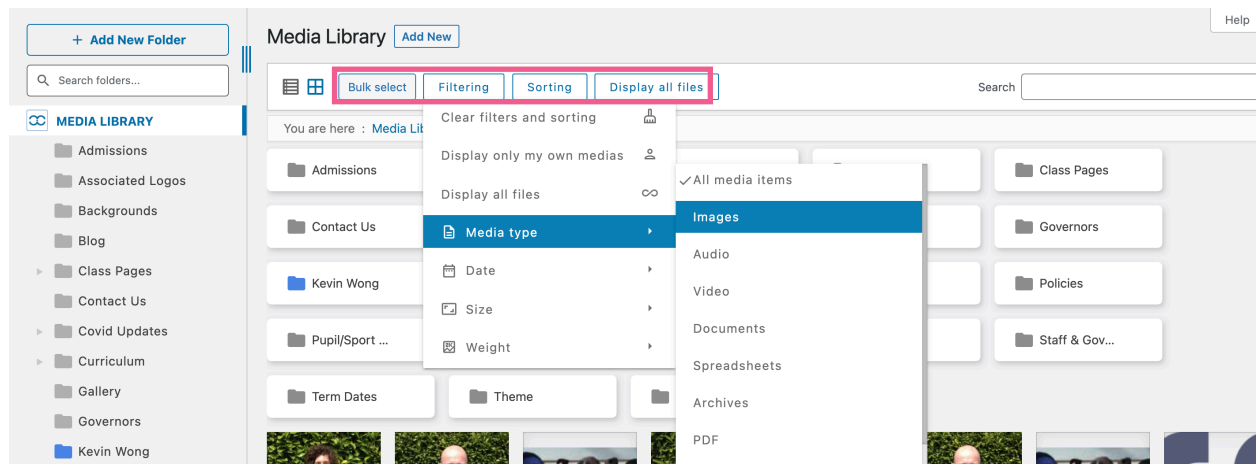 Help
+ Add New Folder
Search folders...
MEDIA LIBRARY
Admissions
Associated Logos
Backgrounds
Blog
Class Pages
Contact Us
Covid Updates
Curriculum
Gallery
Governors
Kevin Wong
Media Library Add New
Bulk select Filtering Sorting Display all files
Search
You are here : Media Lib
Clear filters and sorting
Display only my own medias
Display all files
Media type
Date
Size
Weight
All media items
Images
Audio
Video
Documents
Spreadsheets
Archives
PDF
Admissions Class Pages
Contact Us Governors
Kevin Wong Policies
Pupil/Sport ... Staff & Gov...
Term Dates Theme